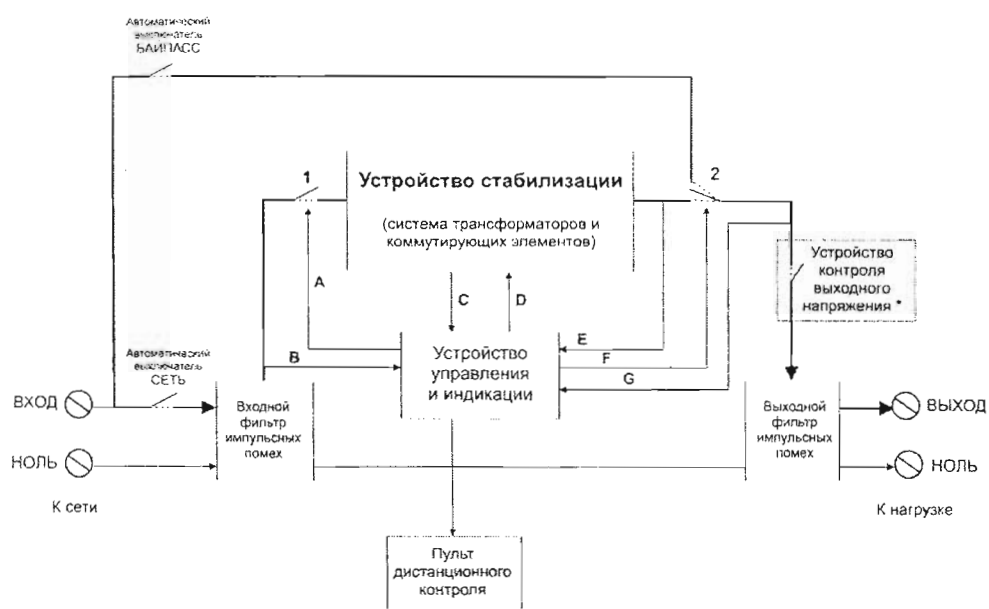 Автоматический
выключатель
БАЙПАСС
1
Устройство стабилизации
2
(система трансформаторов и
коммутирующих элементов)
A
C
D
Устройство
контроля
выходного
напряжения *
E
B
F
G
Устройство
управления
и индикации
Автоматический
выключатель
СЕТЬ
ВХОД
Входной
фильтр
импульсных
помех
Выходной
фильтр
импульсных
помех
ВЫХОД
НОЛЬ
НОЛЬ
К сети
К нагрузке
Пульт
дистанционного
контроля